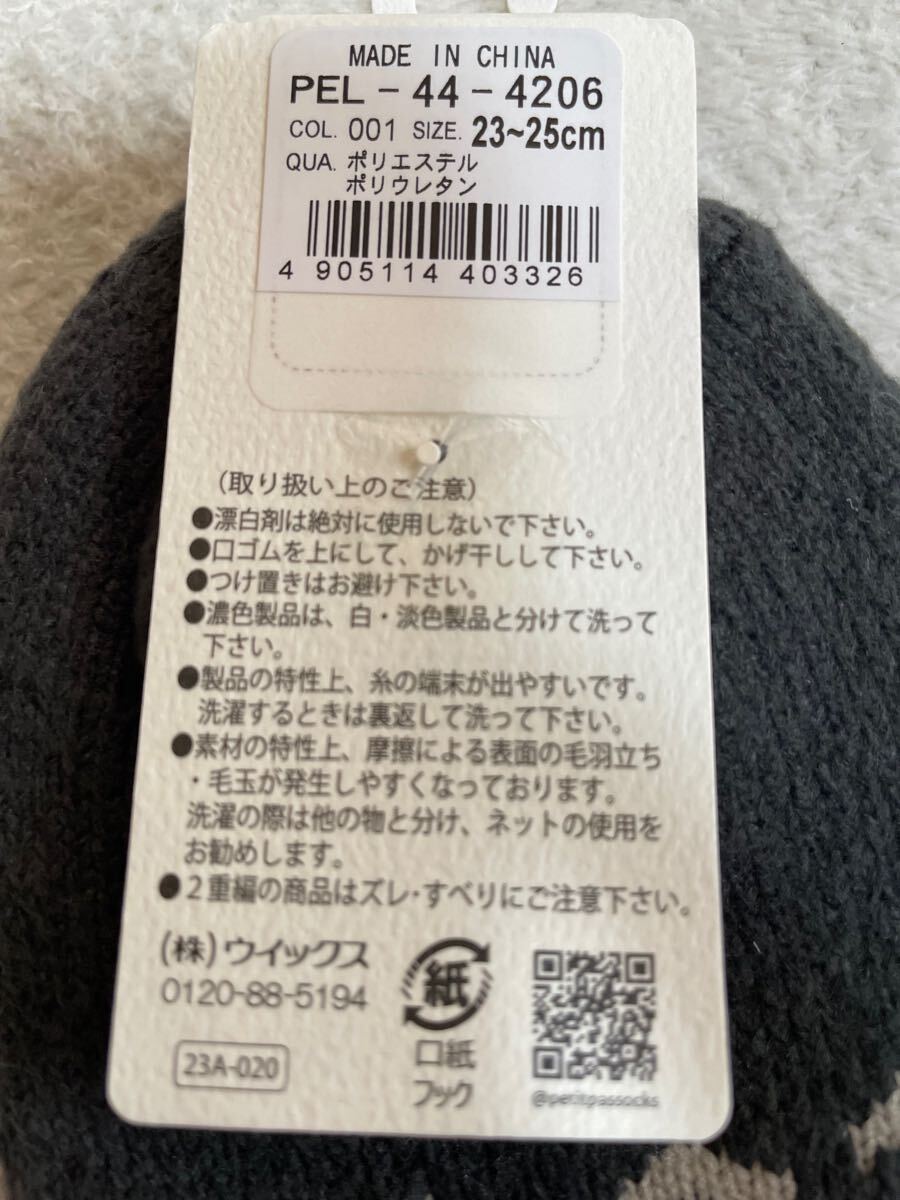 MADE IN CHINA
PEL-44-4206
COL. 001 SIZE. 23~25cm
QUA. ポリエステル
ポリウレタン
4 905114 403326
(取り扱い上のご注意)
●漂白剤は絶対に使用しないで下さい。
●口ゴムを上にして、かげ干しして下さい。
●つけ置きはお避け下さい。
●濃色製品は、白・淡色製品と分けて洗って
下さい。
●製品の特性上、糸の端末が出やすいです。
洗濯するときは裏返して洗って下さい。
●素材の特性上、摩擦による表面の毛羽立ち
・毛玉が発生しやすくなっております。
洗濯の際は他の物と分け、ネットの使用を
お勧めします。
●2重編の商品はズレ・すべりにご注意下さい。
(株)ウイックス
0120-88-5194
23A-020
紙
口紙
フック
@petitpassocks